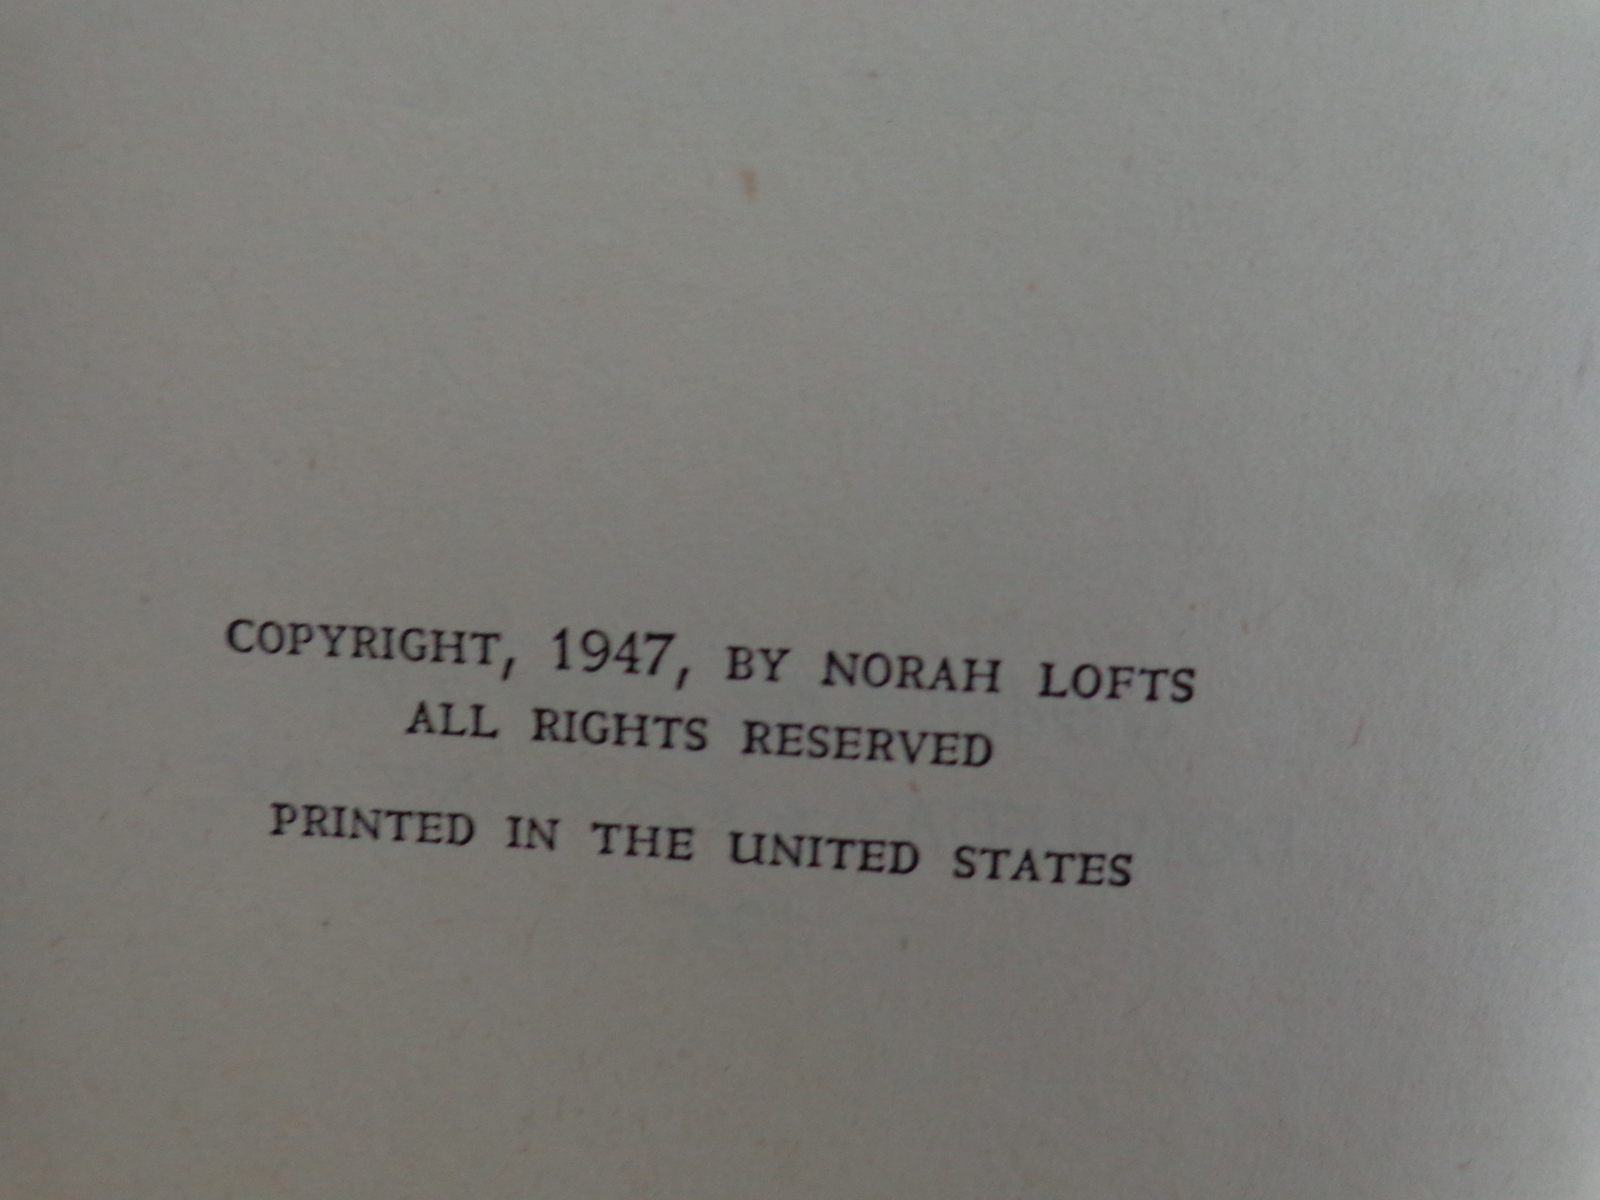 COPYRIGHT, 1947, BY NORAH LOFTS
ALL RIGHTS RESERVED
PRINTED IN THE UNITED STATES